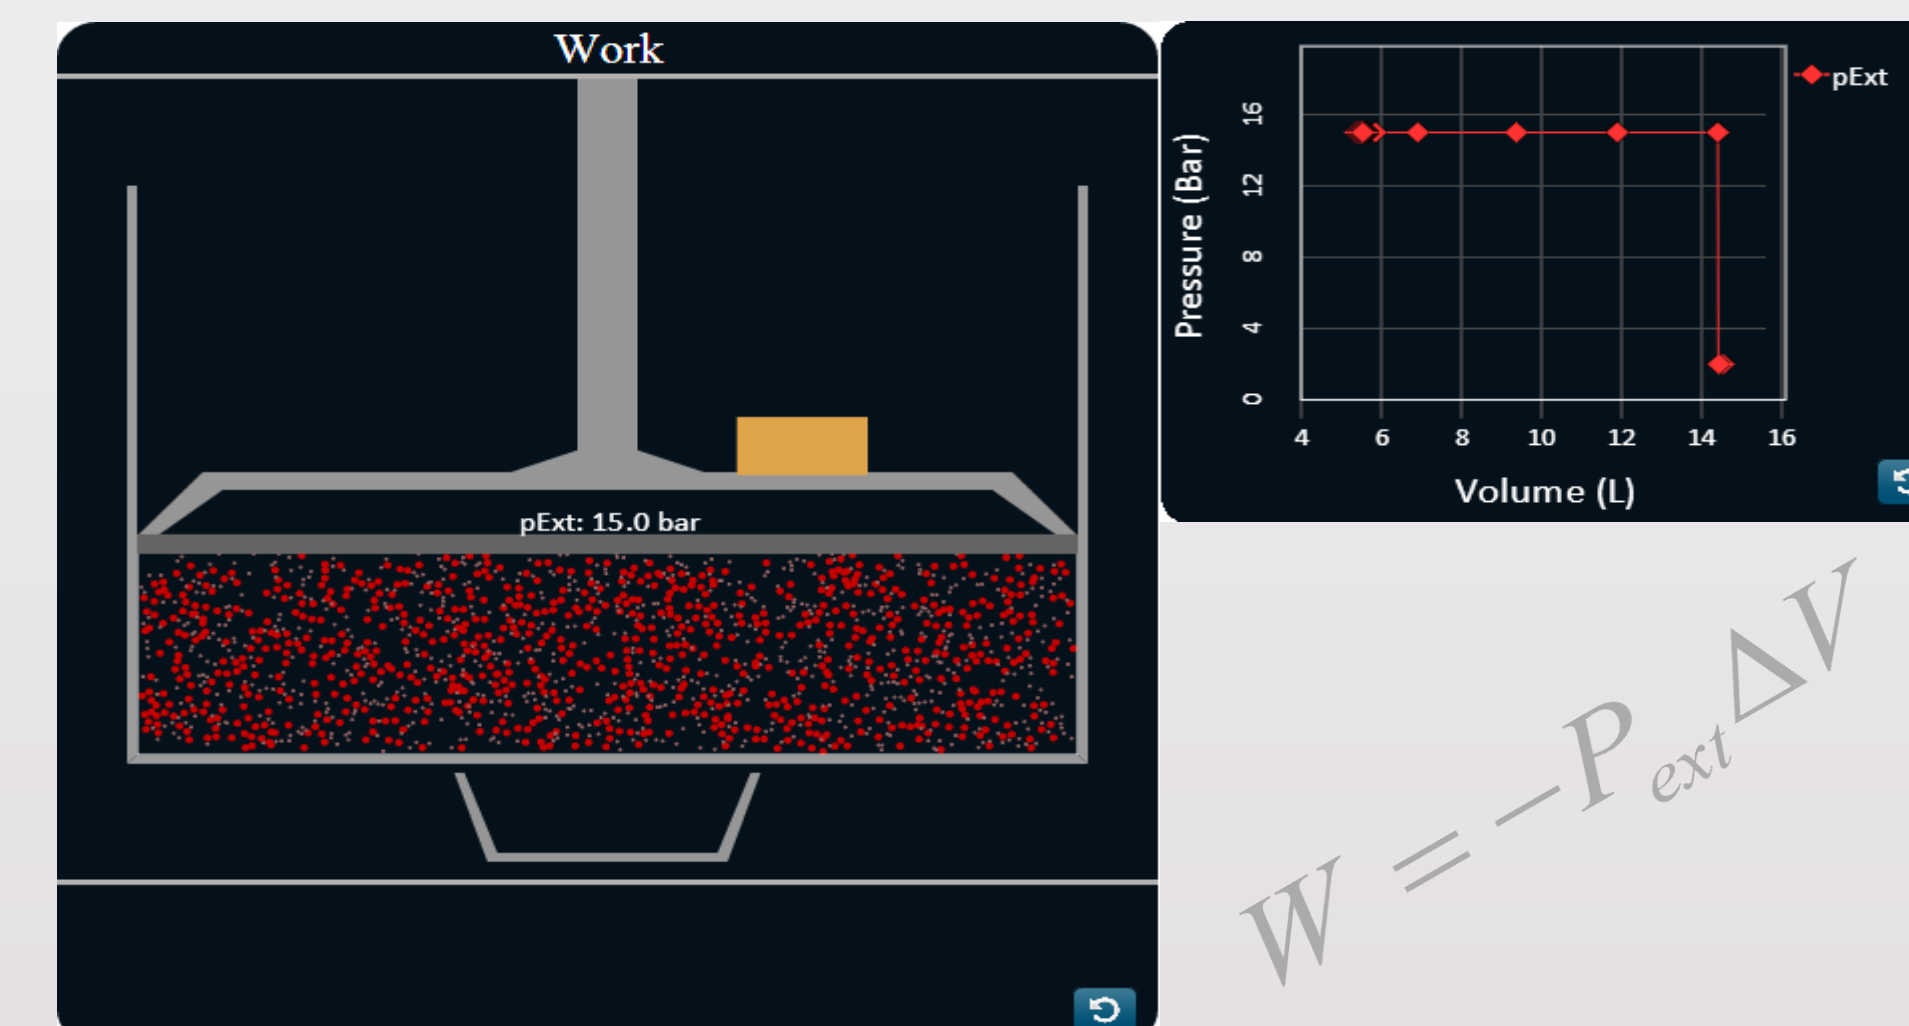 Work
pExt: 15.0 bar
pExt
Pressure (Bar)
16
12
8
4
0
4 6 8 10 12 14 16
Volume (L)
W = −P_ext ΔV